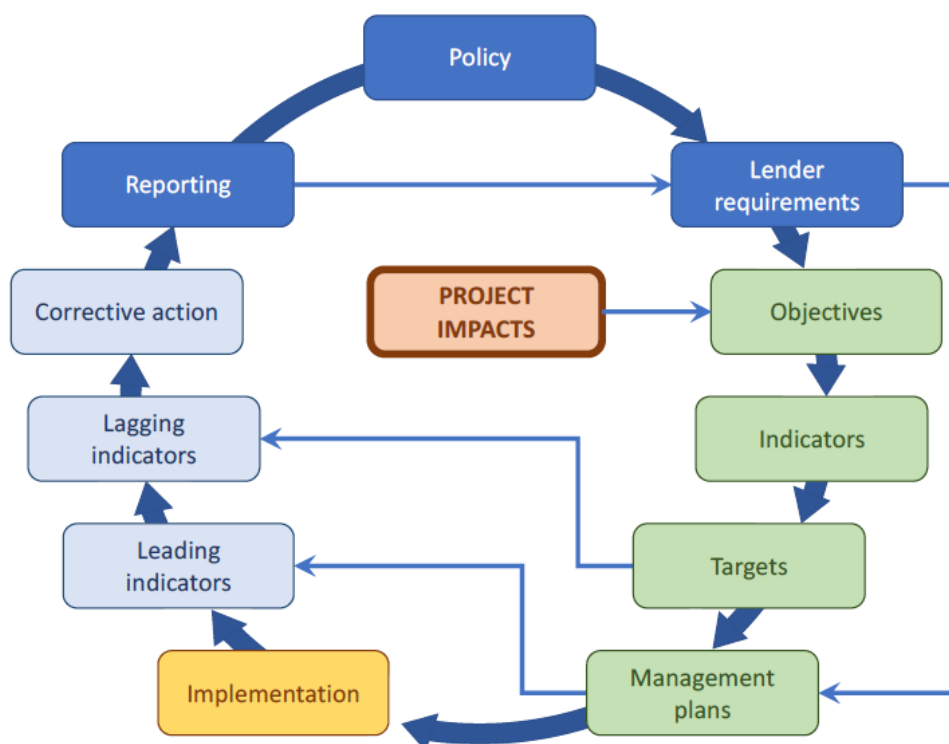 Policy
Reporting
Lender
requirements
Corrective action
PROJECT
IMPACTS
Objectives
Lagging
indicators
Indicators
Leading
indicators
Targets
Implementation
Management
plans